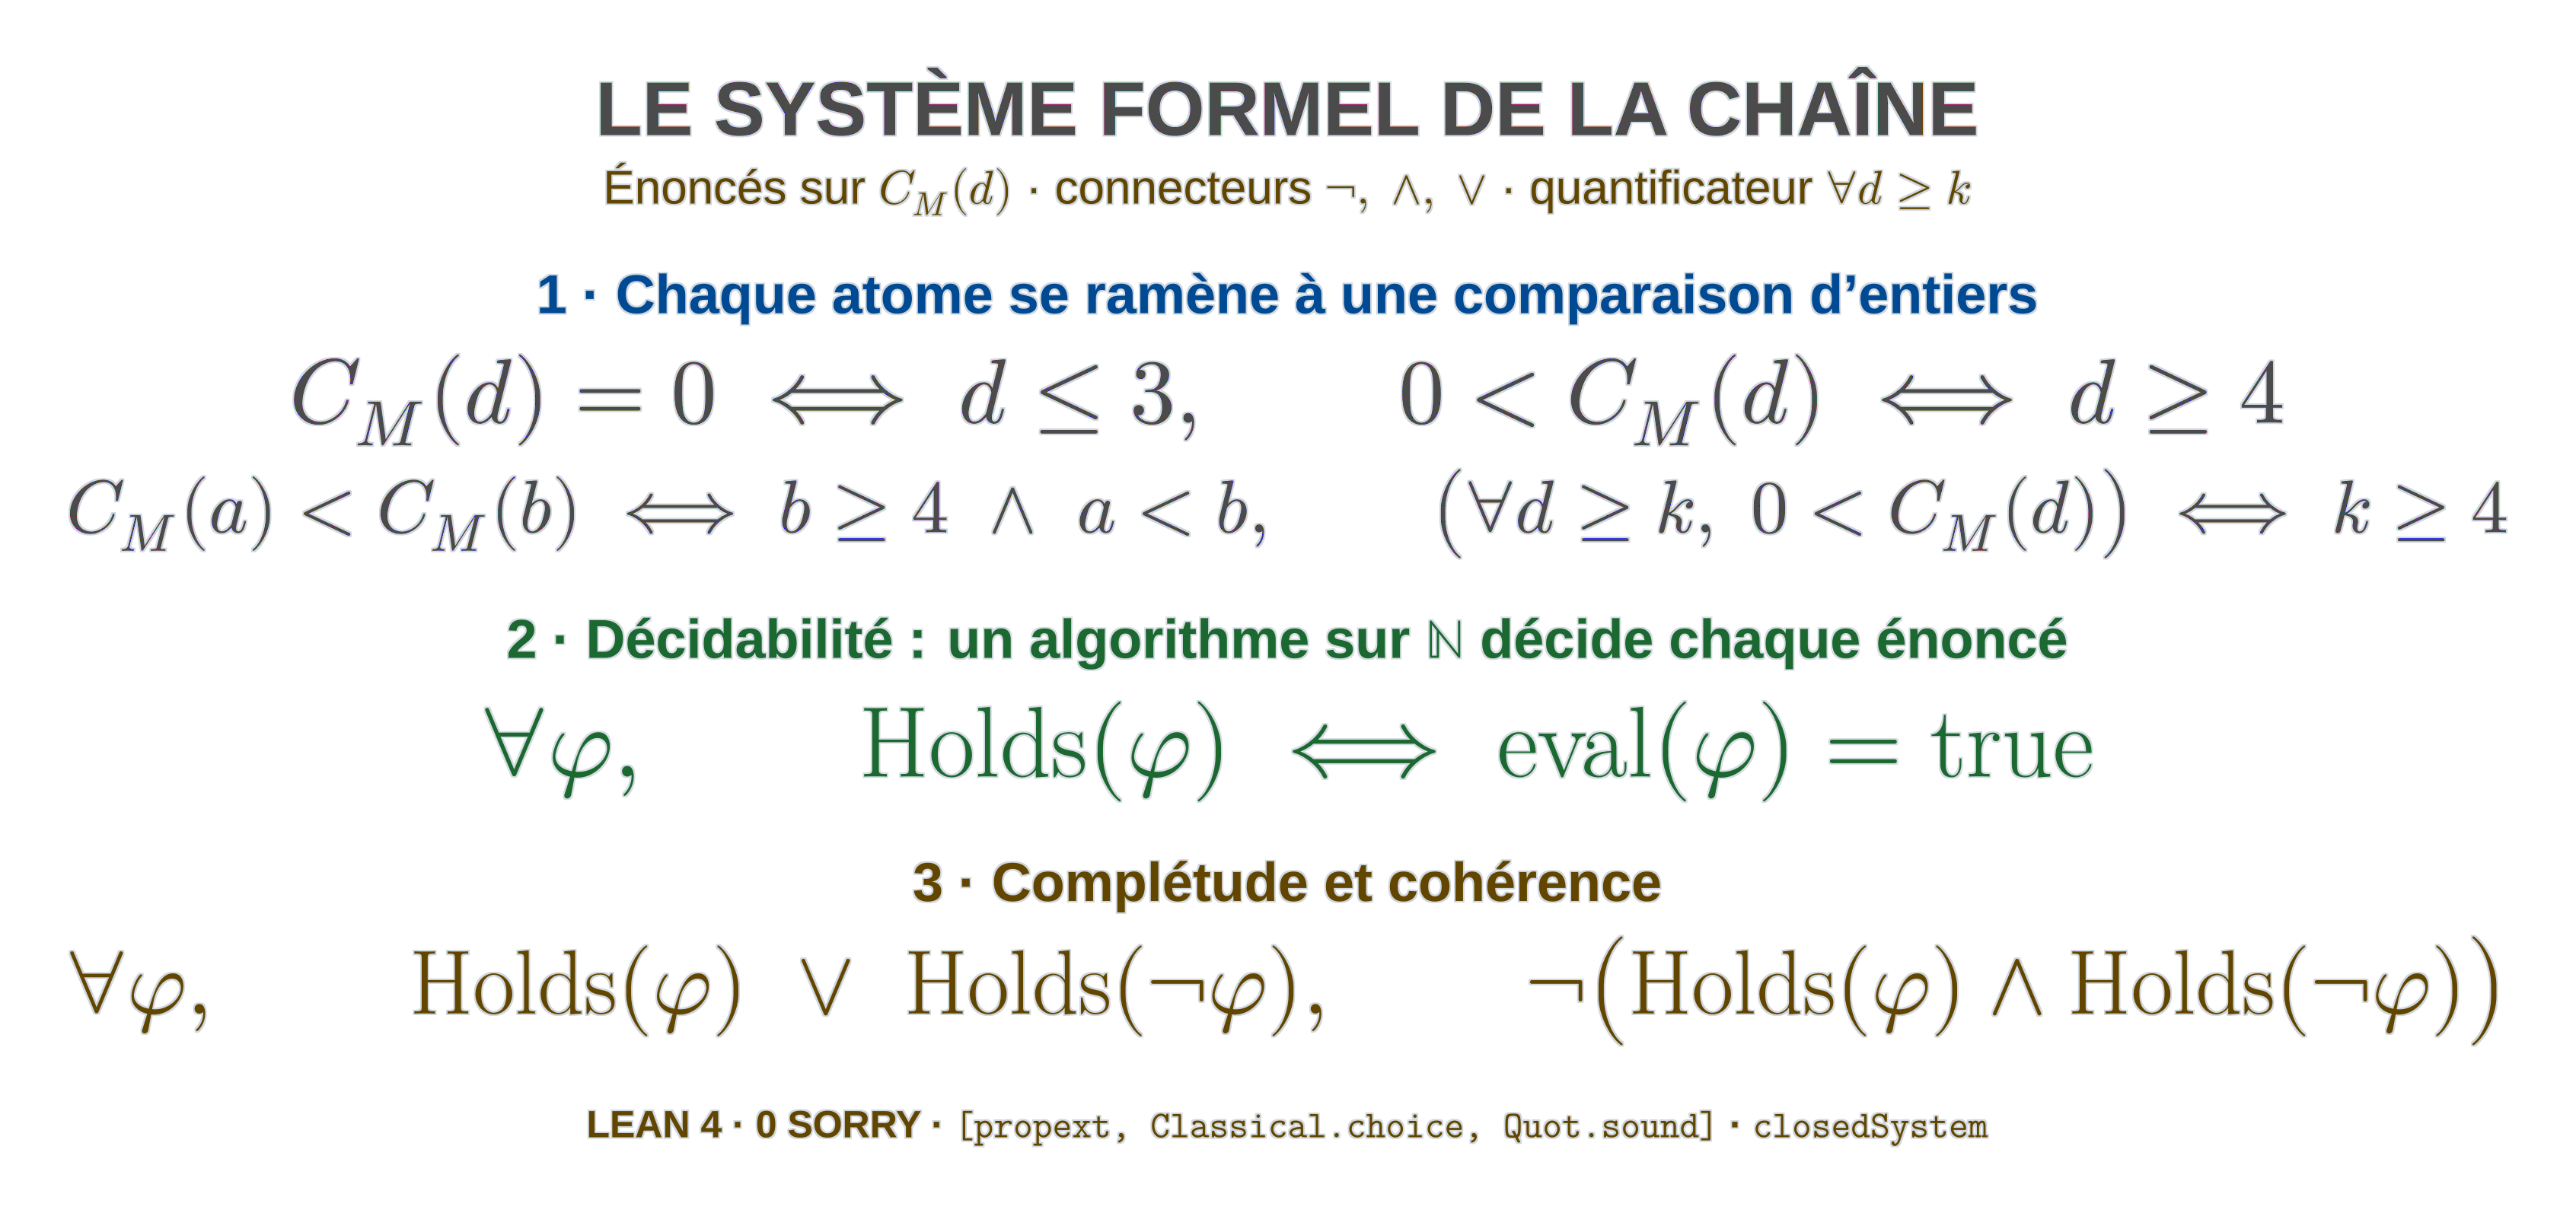 LE SYSTÈME FORMEL DE LA CHAÎNE
Énoncés sur C_M(d) · connecteurs ¬, ∧, ∨ · quantificateur ∀d ≥ k
1 · Chaque atome se ramène à une comparaison d’entiers
C_M(d) = 0 ⟺ d ≤ 3, 0 < C_M(d) ⟺ d ≥ 4
C_M(a) < C_M(b) ⟺ b ≥ 4 ∧ a < b, (∀d ≥ k, 0 < C_M(d)) ⟺ k ≥ 4
2 · Décidabilité : un algorithme sur ℕ décide chaque énoncé
∀φ, Holds(φ) ⟺ eval(φ) = true
3 · Complétude et cohérence
∀φ, Holds(φ) ∨ Holds(¬φ), ¬(Holds(φ) ∧ Holds(¬φ))
LEAN 4 · 0 SORRY · [propext, Classical.choice, Quot.sound] · closedSystem